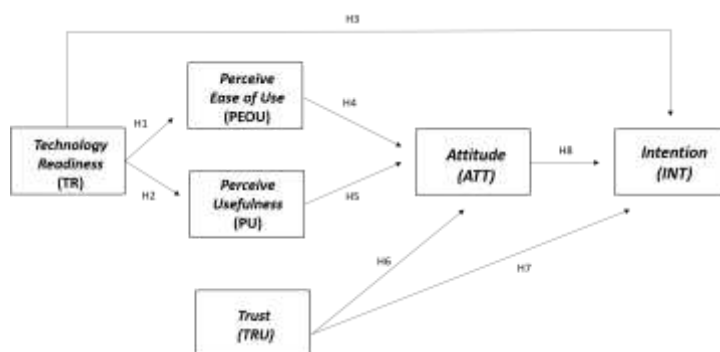 H3
Perceive
Ease of Use
(PEOU)
H1
H4
Technology
Readiness
(TR)
Attitude
(ATT)
H8
Intention
(INT)
H2
Perceive
Usefulness
(PU)
H5
H6
H7
Trust
(TRU)